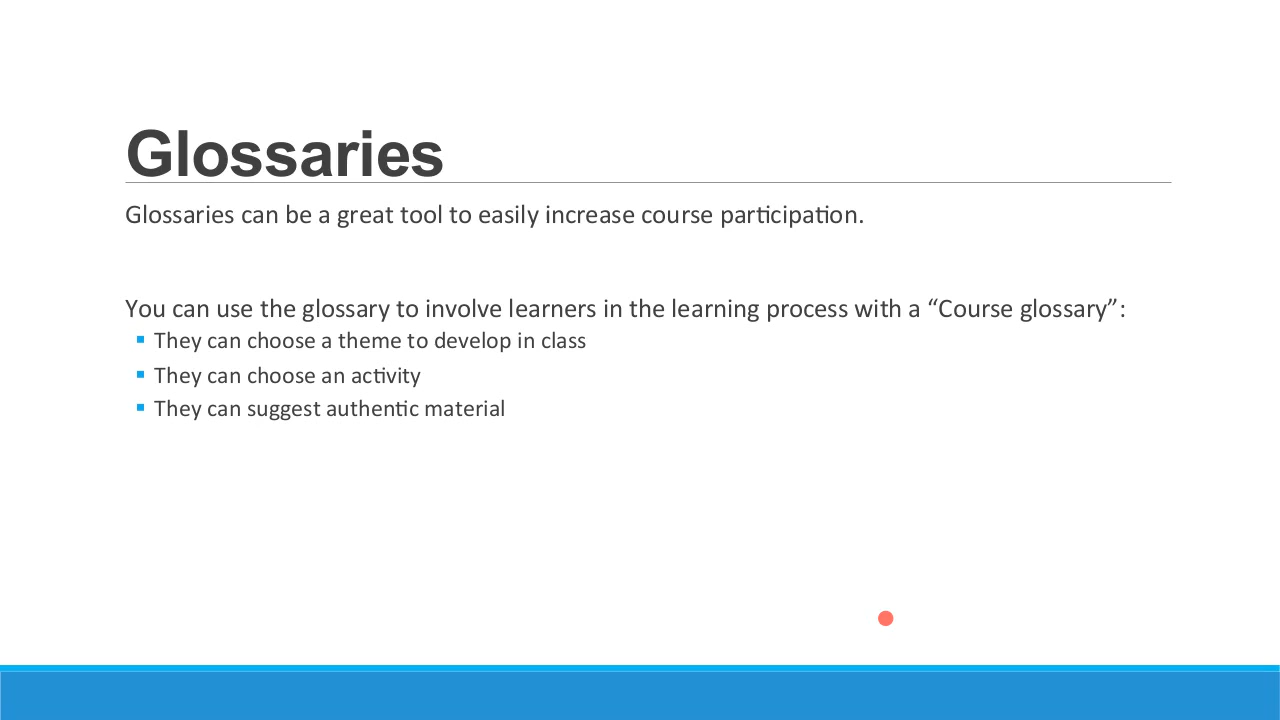 Glossaries
Glossaries can be a great tool to easily increase course participation.
You can use the glossary to involve learners in the learning process with a “Course glossary”:
They can choose a theme to develop in class
They can choose an activity
They can suggest authentic material